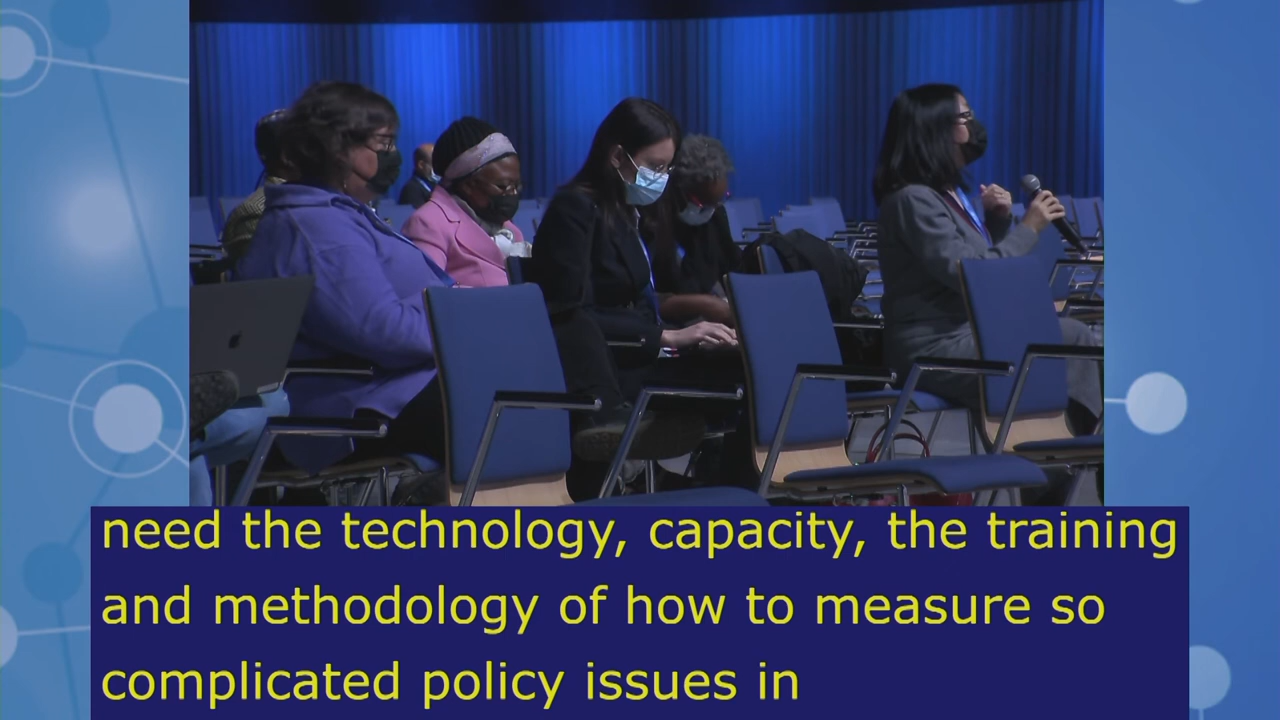 need the technology, capacity, the training
and methodology of how to measure so
complicated policy issues in